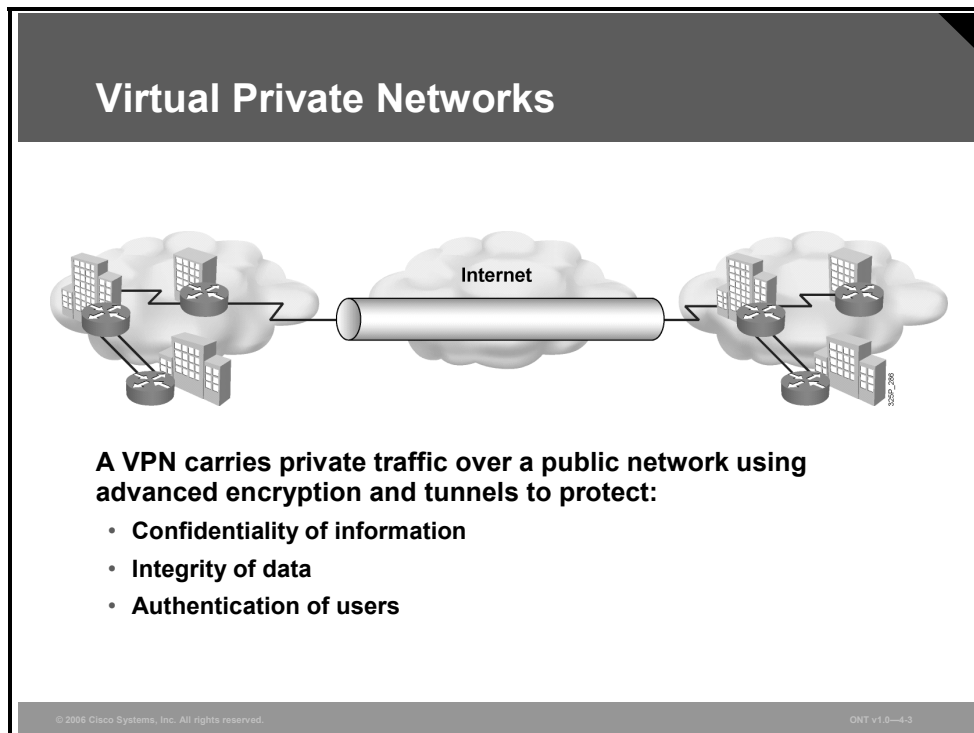 Virtual Private Networks
Internet
325P_286
A VPN carries private traffic over a public network using
advanced encryption and tunnels to protect:
• Confidentiality of information
• Integrity of data
• Authentication of users
© 2006 Cisco Systems, Inc. All rights reserved.
ONT v1.0—4-3